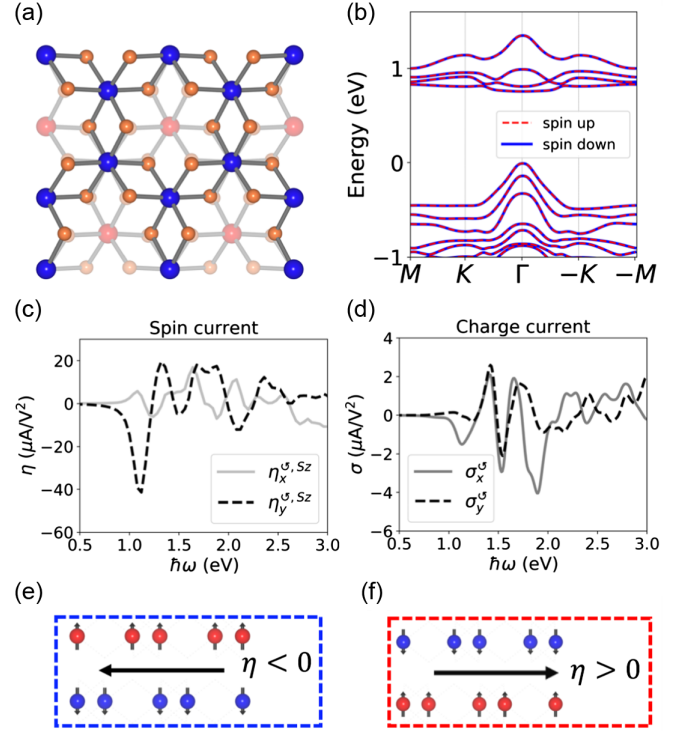 (a)
(b)
Energy (eV)
1
0
−1
spin up
spin down
M K Γ −K −M
(c)
Spin current
η (μA/V²)
20
0
−20
−40
−60
η_x^{↺, Sz}
η_y^{↺, Sz}
0.5 1.0 1.5 2.0 2.5 3.0
ħω (eV)
(d)
Charge current
σ (μA/V²)
6
4
2
0
−2
−4
−6
σ_x^↺
σ_y^↺
0.5 1.0 1.5 2.0 2.5 3.0
ħω (eV)
(e)
η < 0
(f)
η > 0